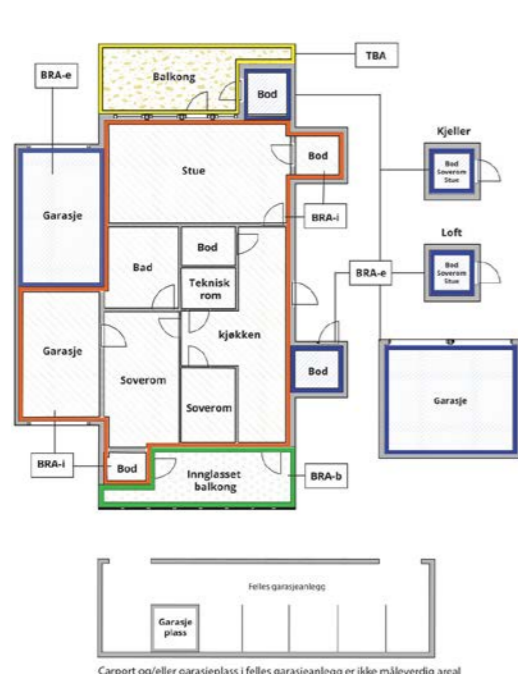 TBA
BRA-e
Balkong
Bod
Kjeller
Stue
Bod
Bod
Soverom
Stue
Garasje
BRA-i
Loft
Bod
Bad
Teknisk
rom
BRA-e
Bod
Soverom
Stue
Garasje
kjøkken
Soverom
Soverom
Bod
Garasje
BRA-i
Bod
Innglasset
balkong
BRA-b
Felles garasjeanlegg
Garasje
plass
Carport og/eller garasjeplass i felles garasjeanlegg er ikke måleverdig areal